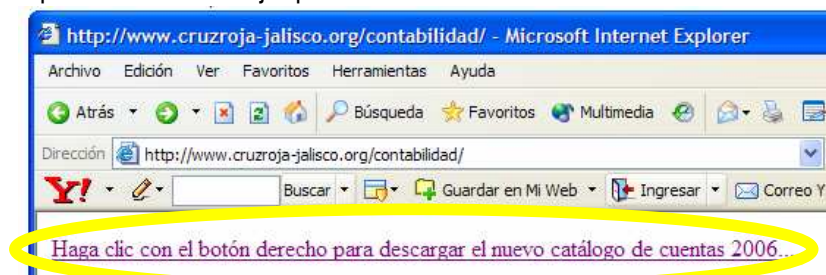 http://www.cruzroja-jalisco.org/contabilidad/ - Microsoft Internet Explorer
Archivo Edición Ver Favoritos Herramientas Ayuda
Atrás Búsqueda Favoritos Multimedia
Dirección http://www.cruzroja-jalisco.org/contabilidad/
Y! Buscar Guardar en Mi Web Ingresar Correo Y
Haga clic con el botón derecho para descargar el nuevo catálogo de cuentas 2006...